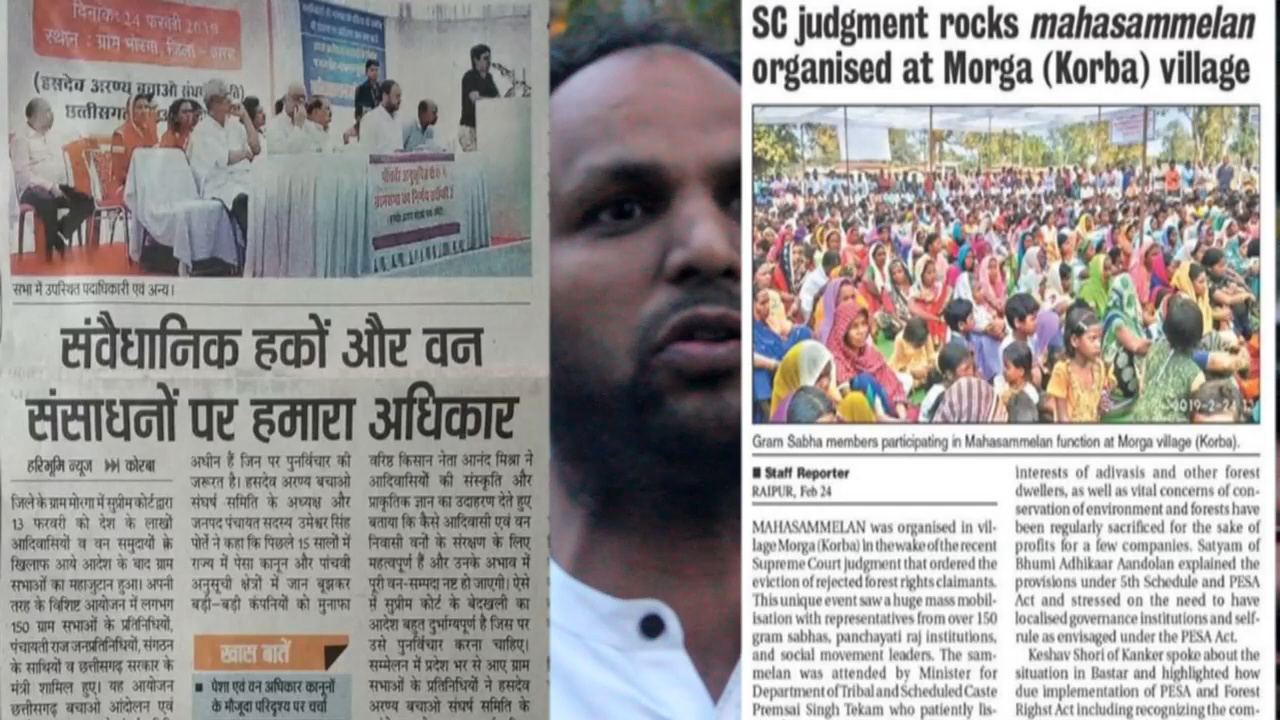 दिनांक 24 फरवरी 2019
स्थान : ग्राम मोरगा, जिला -
(हसदेव अरण्य बचाओ
सभा में उपस्थित पदाधिकारी एवं अन्य।
संवैधानिक हकों और वन
संसाधनों पर हमारा अधिकार
हरिभूमि न्यूज ▶▶ कोरबा
जिले के ग्राम मोरगा में सुप्रीम कोर्ट द्वारा
13 फरवरी को देश के लाखों
आदिवासियों व वन समुदायों के
खिलाफ आये आदेश के बाद ग्राम
सभाओं का महाजुटान हुआ। अपनी
तरह के विशिष्ट आयोजन में लगभग
150 ग्राम सभाओं के प्रतिनिधियों,
पंचायती राज जनप्रतिनिधियों, संगठन
के साथियों व छत्तीसगढ़ सरकार के
मंत्री शामिल हुए। यह आयोजन
छत्तीसगढ़ बचाओ आंदोलन एवं
अधीन हैं जिन पर पुनर्विचार की
जरूरत है। हसदेव अरण्य बचाओ
संघर्ष समिति के अध्यक्ष और
जनपद पंचायत सदस्य उमेश्वर सिंह
पोर्ते ने कहा कि पिछले 15 सालों में
राज्य में पेसा कानून और पांचवी
अनुसूची क्षेत्रों में जान बूझकर
बड़ी-बड़ी कंपनियों को मुनाफा
खास बातें
■ पेशा एवं वन अधिकार कानूनों
के मौजूदा परिदृश्य पर चर्चा
वरिष्ठ किसान नेता आनंद मिश्रा ने
आदिवासियों की संस्कृति और
प्राकृतिक ज्ञान का उदाहरण देते हुए
बताया कि कैसे आदिवासी एवं वन
निवासी वनों के संरक्षण के लिए
महत्वपूर्ण हैं और उनके अभाव में
पूरी वन-सम्पदा नष्ट हो जाएगी। ऐसे
में सुप्रीम कोर्ट के बेदखली का
आदेश बहुत दुर्भाग्यपूर्ण है जिस पर
उसे पुनर्विचार करना चाहिए।
सम्मेलन में प्रदेश भर से आए ग्राम
सभाओं के प्रतिनिधियों ने हसदेव
अरण्य बचाओ संघर्ष समिति के
SC judgment rocks mahasammelan
organised at Morga (Korba) village
2019-2-24 13
Gram Sabha members participating in Mahasammelan function at Morga village (Korba).
■ Staff Reporter
RAIPUR, Feb 24
MAHASAMMELAN was organised in vil-
lage Morga (Korba) in the wake of the recent
Supreme Court judgment that ordered the
eviction of rejected forest rights claimants.
This unique event saw a huge mass mobil-
isation with representatives from over 150
gram sabhas, panchayati raj institutions,
and social movement leaders. The sam-
melan was attended by Minister for
Department of Tribal and Scheduled Caste
Premsai Singh Tekam who patiently lis-
interests of adivasis and other forest
dwellers, as well as vital concerns of con-
servation of environment and forests have
been regularly sacrificed for the sake of
profits for a few companies. Satyam of
Bhumi Adhikaar Aandolan explained the
provisions under 5th Schedule and PESA
Act and stressed on the need to have
localised governance institutions and self-
rule as envisaged under the PESA Act.
Keshav Shori of Kanker spoke about the
situation in Bastar and highlighted how
due implementation of PESA and Forest
Righst Act including recognizing the com-